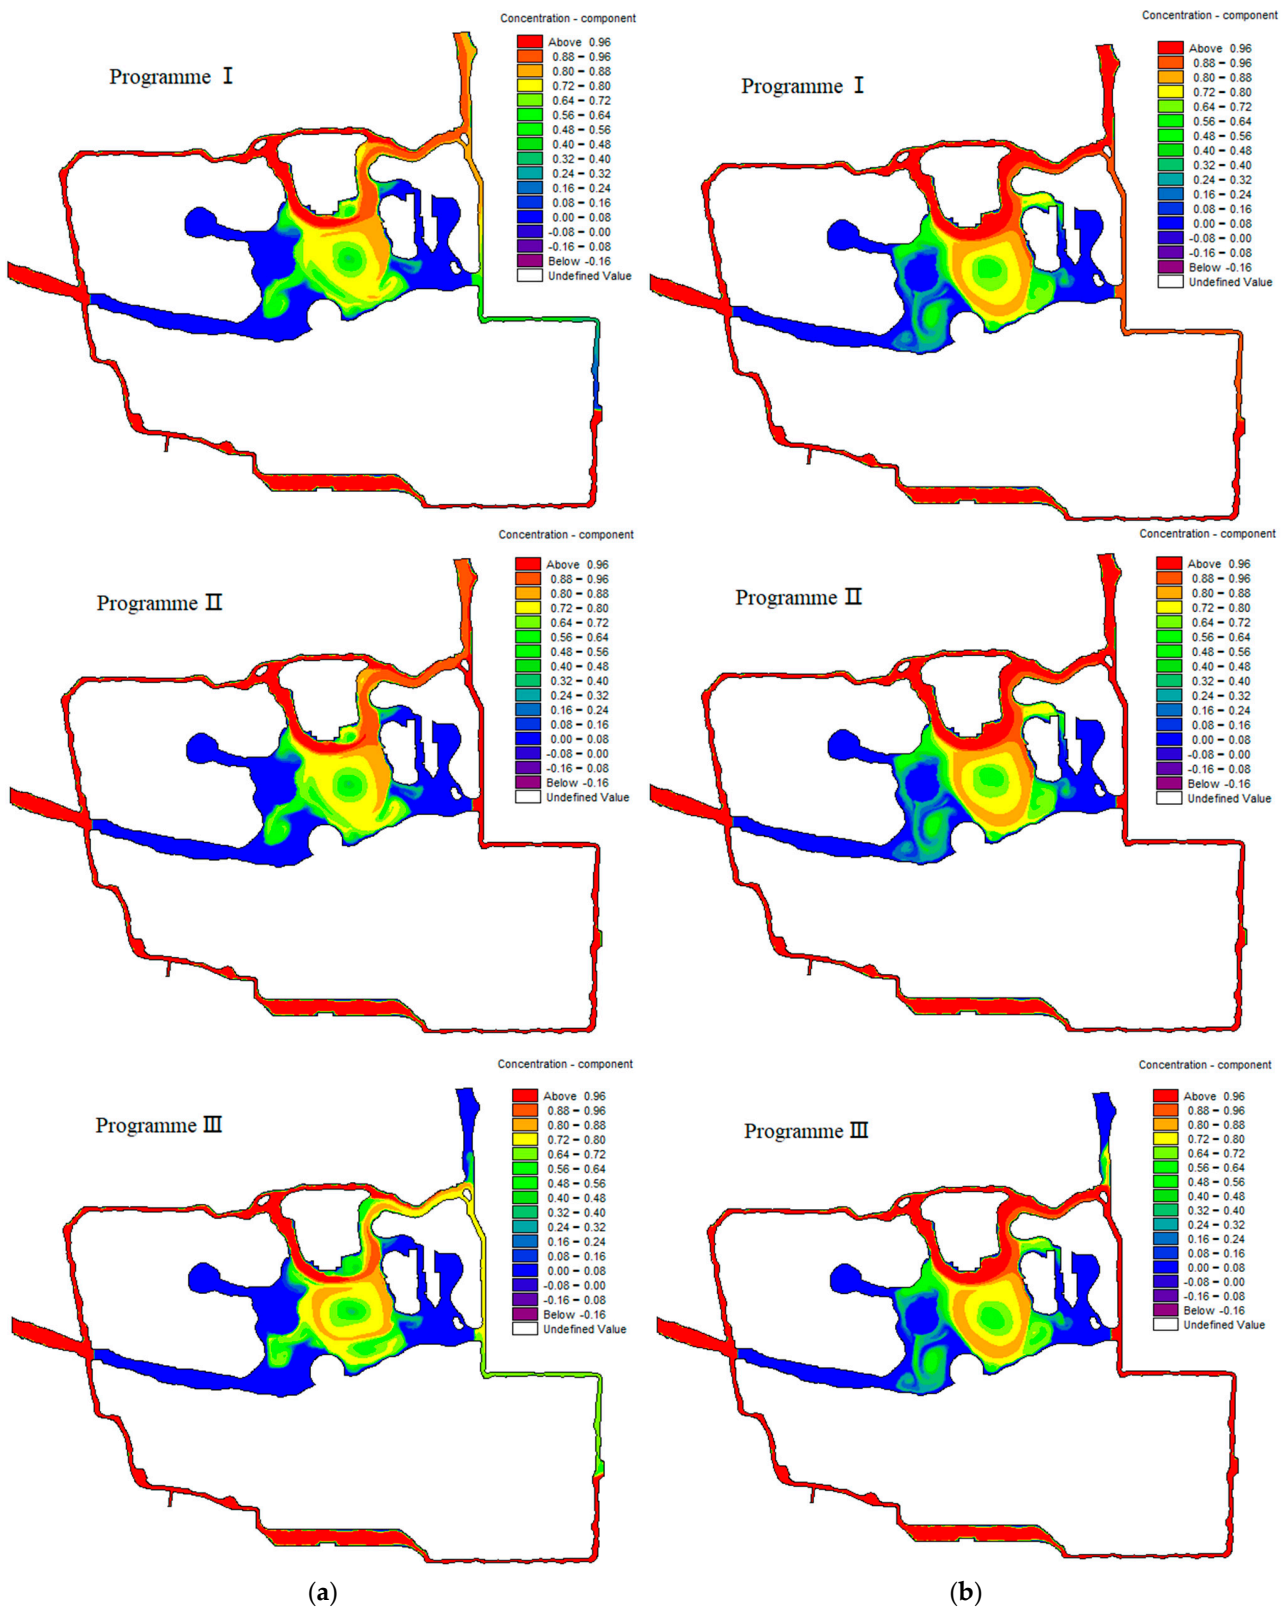 Concentration - component
Programme Ⅰ
Above 0.96
0.88 – 0.96
0.80 – 0.88
0.72 – 0.80
0.64 – 0.72
0.56 – 0.64
0.48 – 0.56
0.40 – 0.48
0.32 – 0.40
0.24 – 0.32
0.16 – 0.24
0.08 – 0.16
0.00 – 0.08
-0.08 – 0.00
-0.16 – 0.08
Below -0.16
Undefined Value
Concentration - component
Programme Ⅰ
Above 0.96
0.88 – 0.96
0.80 – 0.88
0.72 – 0.80
0.64 – 0.72
0.56 – 0.64
0.48 – 0.56
0.40 – 0.48
0.32 – 0.40
0.24 – 0.32
0.16 – 0.24
0.08 – 0.16
0.00 – 0.08
-0.08 – 0.00
-0.16 – 0.08
Below -0.16
Undefined Value
Concentration - component
Programme Ⅱ
Above 0.96
0.88 – 0.96
0.80 – 0.88
0.72 – 0.80
0.64 – 0.72
0.56 – 0.64
0.48 – 0.56
0.40 – 0.48
0.32 – 0.40
0.24 – 0.32
0.16 – 0.24
0.08 – 0.16
0.00 – 0.08
-0.08 – 0.00
-0.16 – 0.08
Below -0.16
Undefined Value
Concentration - component
Programme Ⅱ
Above 0.96
0.88 – 0.96
0.80 – 0.88
0.72 – 0.80
0.64 – 0.72
0.56 – 0.64
0.48 – 0.56
0.40 – 0.48
0.32 – 0.40
0.24 – 0.32
0.16 – 0.24
0.08 – 0.16
0.00 – 0.08
-0.08 – 0.00
-0.16 – 0.08
Below -0.16
Undefined Value
Concentration - component
Programme Ⅲ
Above 0.96
0.88 – 0.96
0.80 – 0.88
0.72 – 0.80
0.64 – 0.72
0.56 – 0.64
0.48 – 0.56
0.40 – 0.48
0.32 – 0.40
0.24 – 0.32
0.16 – 0.24
0.08 – 0.16
0.00 – 0.08
-0.08 – 0.00
-0.16 – 0.08
Below -0.16
Undefined Value
Concentration - component
Programme Ⅲ
Above 0.96
0.88 – 0.96
0.80 – 0.88
0.72 – 0.80
0.64 – 0.72
0.56 – 0.64
0.48 – 0.56
0.40 – 0.48
0.32 – 0.40
0.24 – 0.32
0.16 – 0.24
0.08 – 0.16
0.00 – 0.08
-0.08 – 0.00
-0.16 – 0.08
Below -0.16
Undefined Value
(a)
(b)